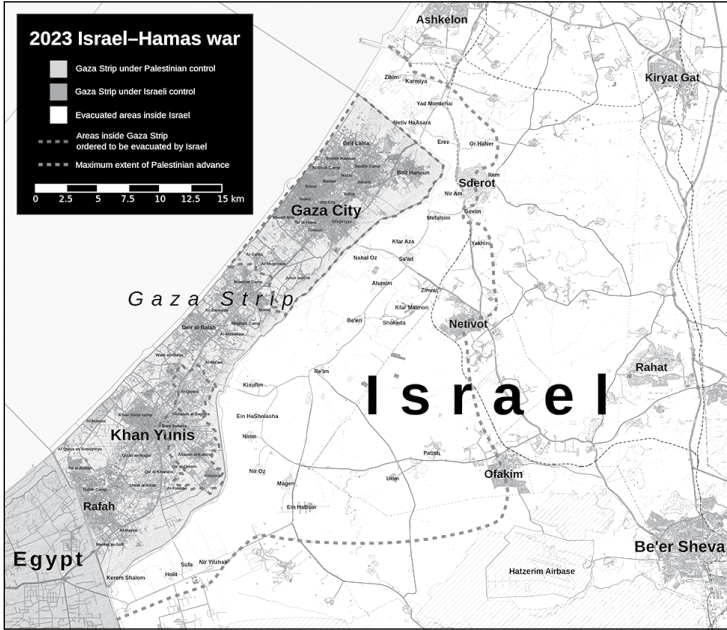 2023 Israel–Hamas war
Gaza Strip under Palestinian control
Gaza Strip under Israeli control
Evacuated areas inside Israel
Areas inside Gaza Strip
ordered to be evacuated by Israel
Maximum extent of Palestinian advance
0 2.5 5 7.5 10 12.5 15 km
Ashkelon
Kiryat Gat
Zikim
Karmiya
Yad Mordehai
Netiv HaAsara
Erez
Or HaNer
Beit Lahia
Beit Hanoun
Ibim
Sderot
Nir Am
Gaza City
Gevim
Mefalsim
Kfar Aza
Yakhini
Nahal Oz
Sa'ad
Alumim
Zimrat
Gaza Strip
Kfar Maimon
Be'eri
Shokeda
Netivot
Deir al-Balah
Re'im
Rahat
Kisufim
Israel
Ein HaShlosha
Nirim
Khan Yunis
Patish
Nir Oz
Urim
Ofakim
Magen
Rafah
Ein HaBsor
Be'er Sheva
Egypt
Sufa
Nir Yitzhak
Holit
Kerem Shalom
Hatzerim Airbase